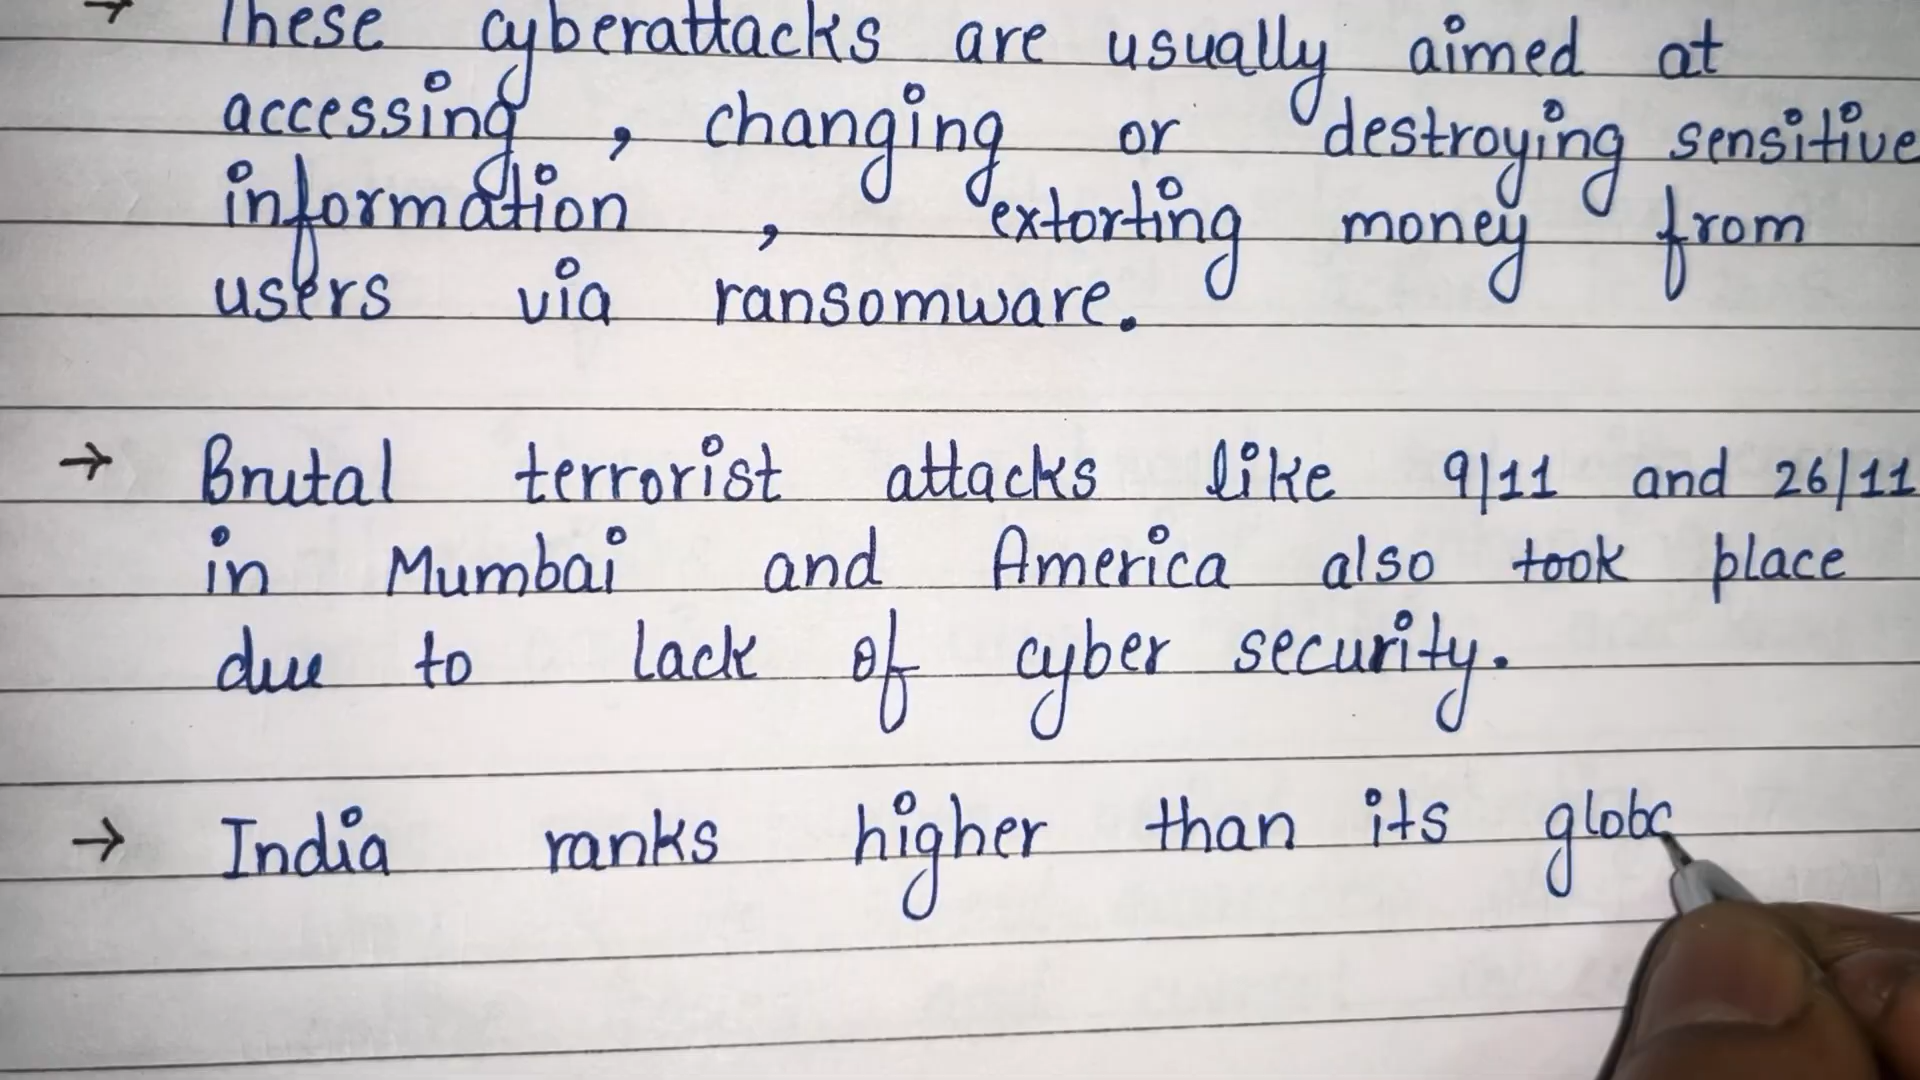 → These cyberattacks are usually aimed at
accessing , changing or destroying sensitive
information , extorting money from
users via ransomware.
→ Brutal terrorist attacks like 9/11 and 26/11
in Mumbai and America also took place
due to lack of cyber security.
→ India ranks higher than its globa